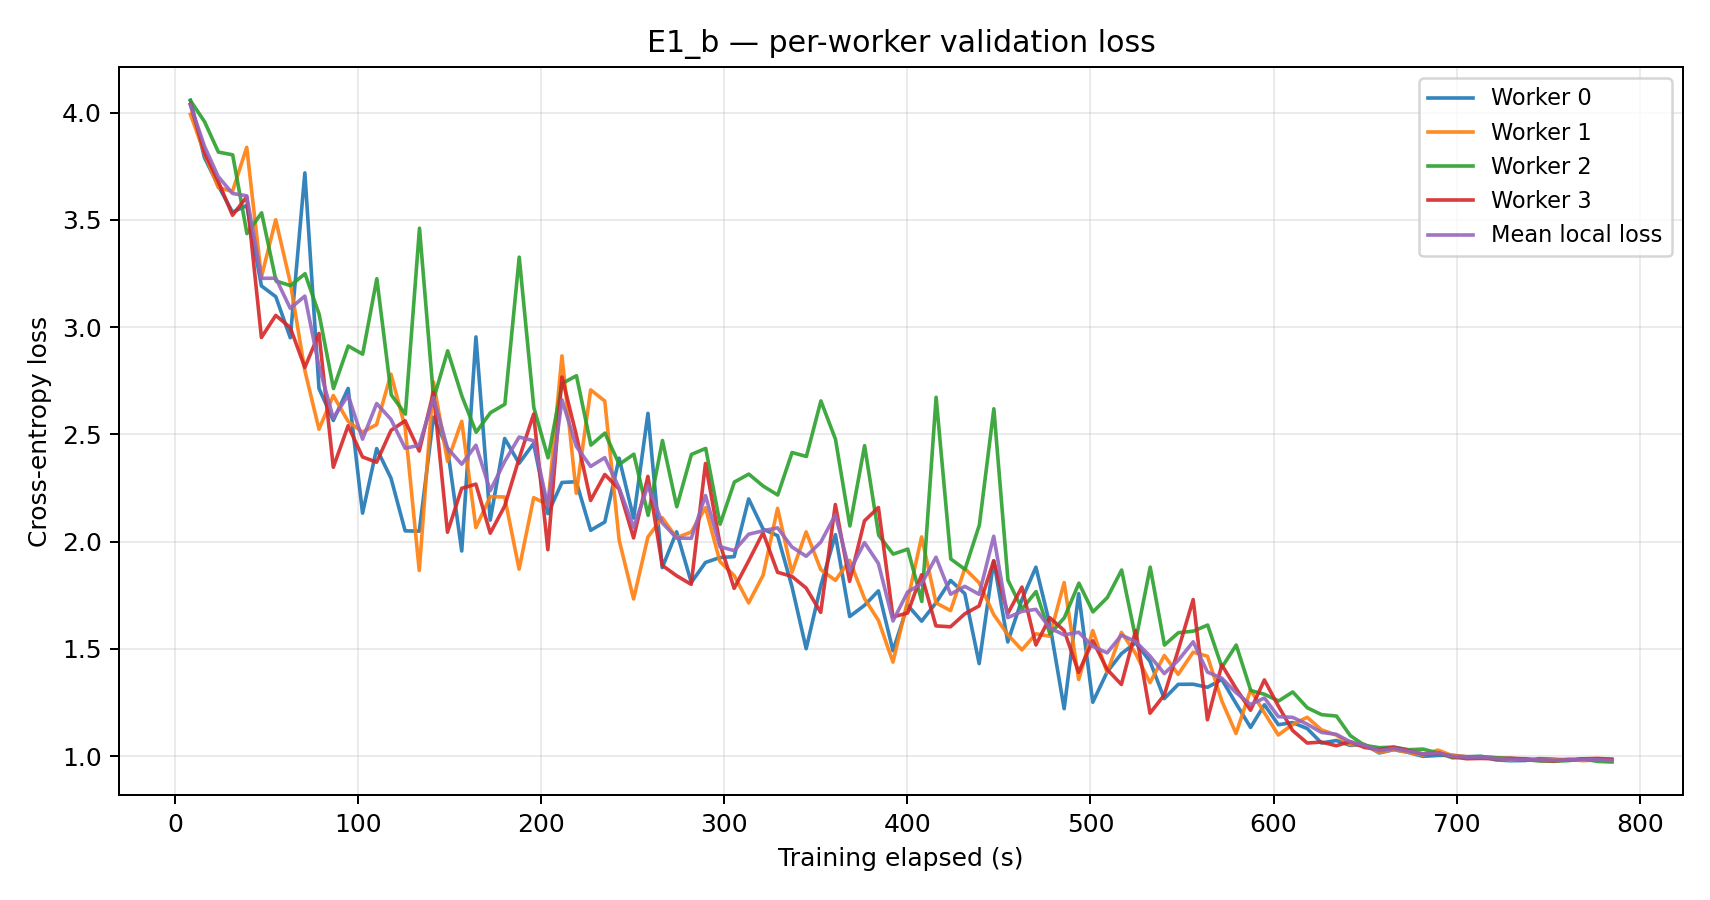 E1_b — per-worker validation loss
Cross-entropy loss
4.0
3.5
3.0
2.5
2.0
1.5
1.0
Worker 0
Worker 1
Worker 2
Worker 3
Mean local loss
0 100 200 300 400 500 600 700 800
Training elapsed (s)